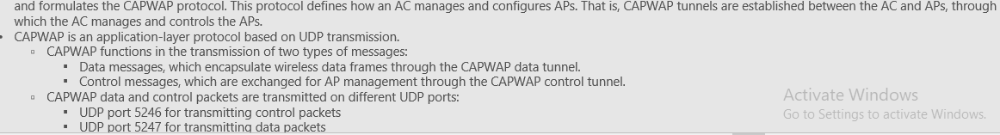 and formulates the CAPWAP protocol. This protocol defines how an AC manages and configures APs. That is, CAPWAP tunnels are established between the AC and APs, through
which the AC manages and controls the APs.
• CAPWAP is an application-layer protocol based on UDP transmission.
▫ CAPWAP functions in the transmission of two types of messages:
▪ Data messages, which encapsulate wireless data frames through the CAPWAP data tunnel.
▪ Control messages, which are exchanged for AP management through the CAPWAP control tunnel.
▫ CAPWAP data and control packets are transmitted on different UDP ports:
▪ UDP port 5246 for transmitting control packets
▪ UDP port 5247 for transmitting data packets
Activate Windows
Go to Settings to activate Windows.